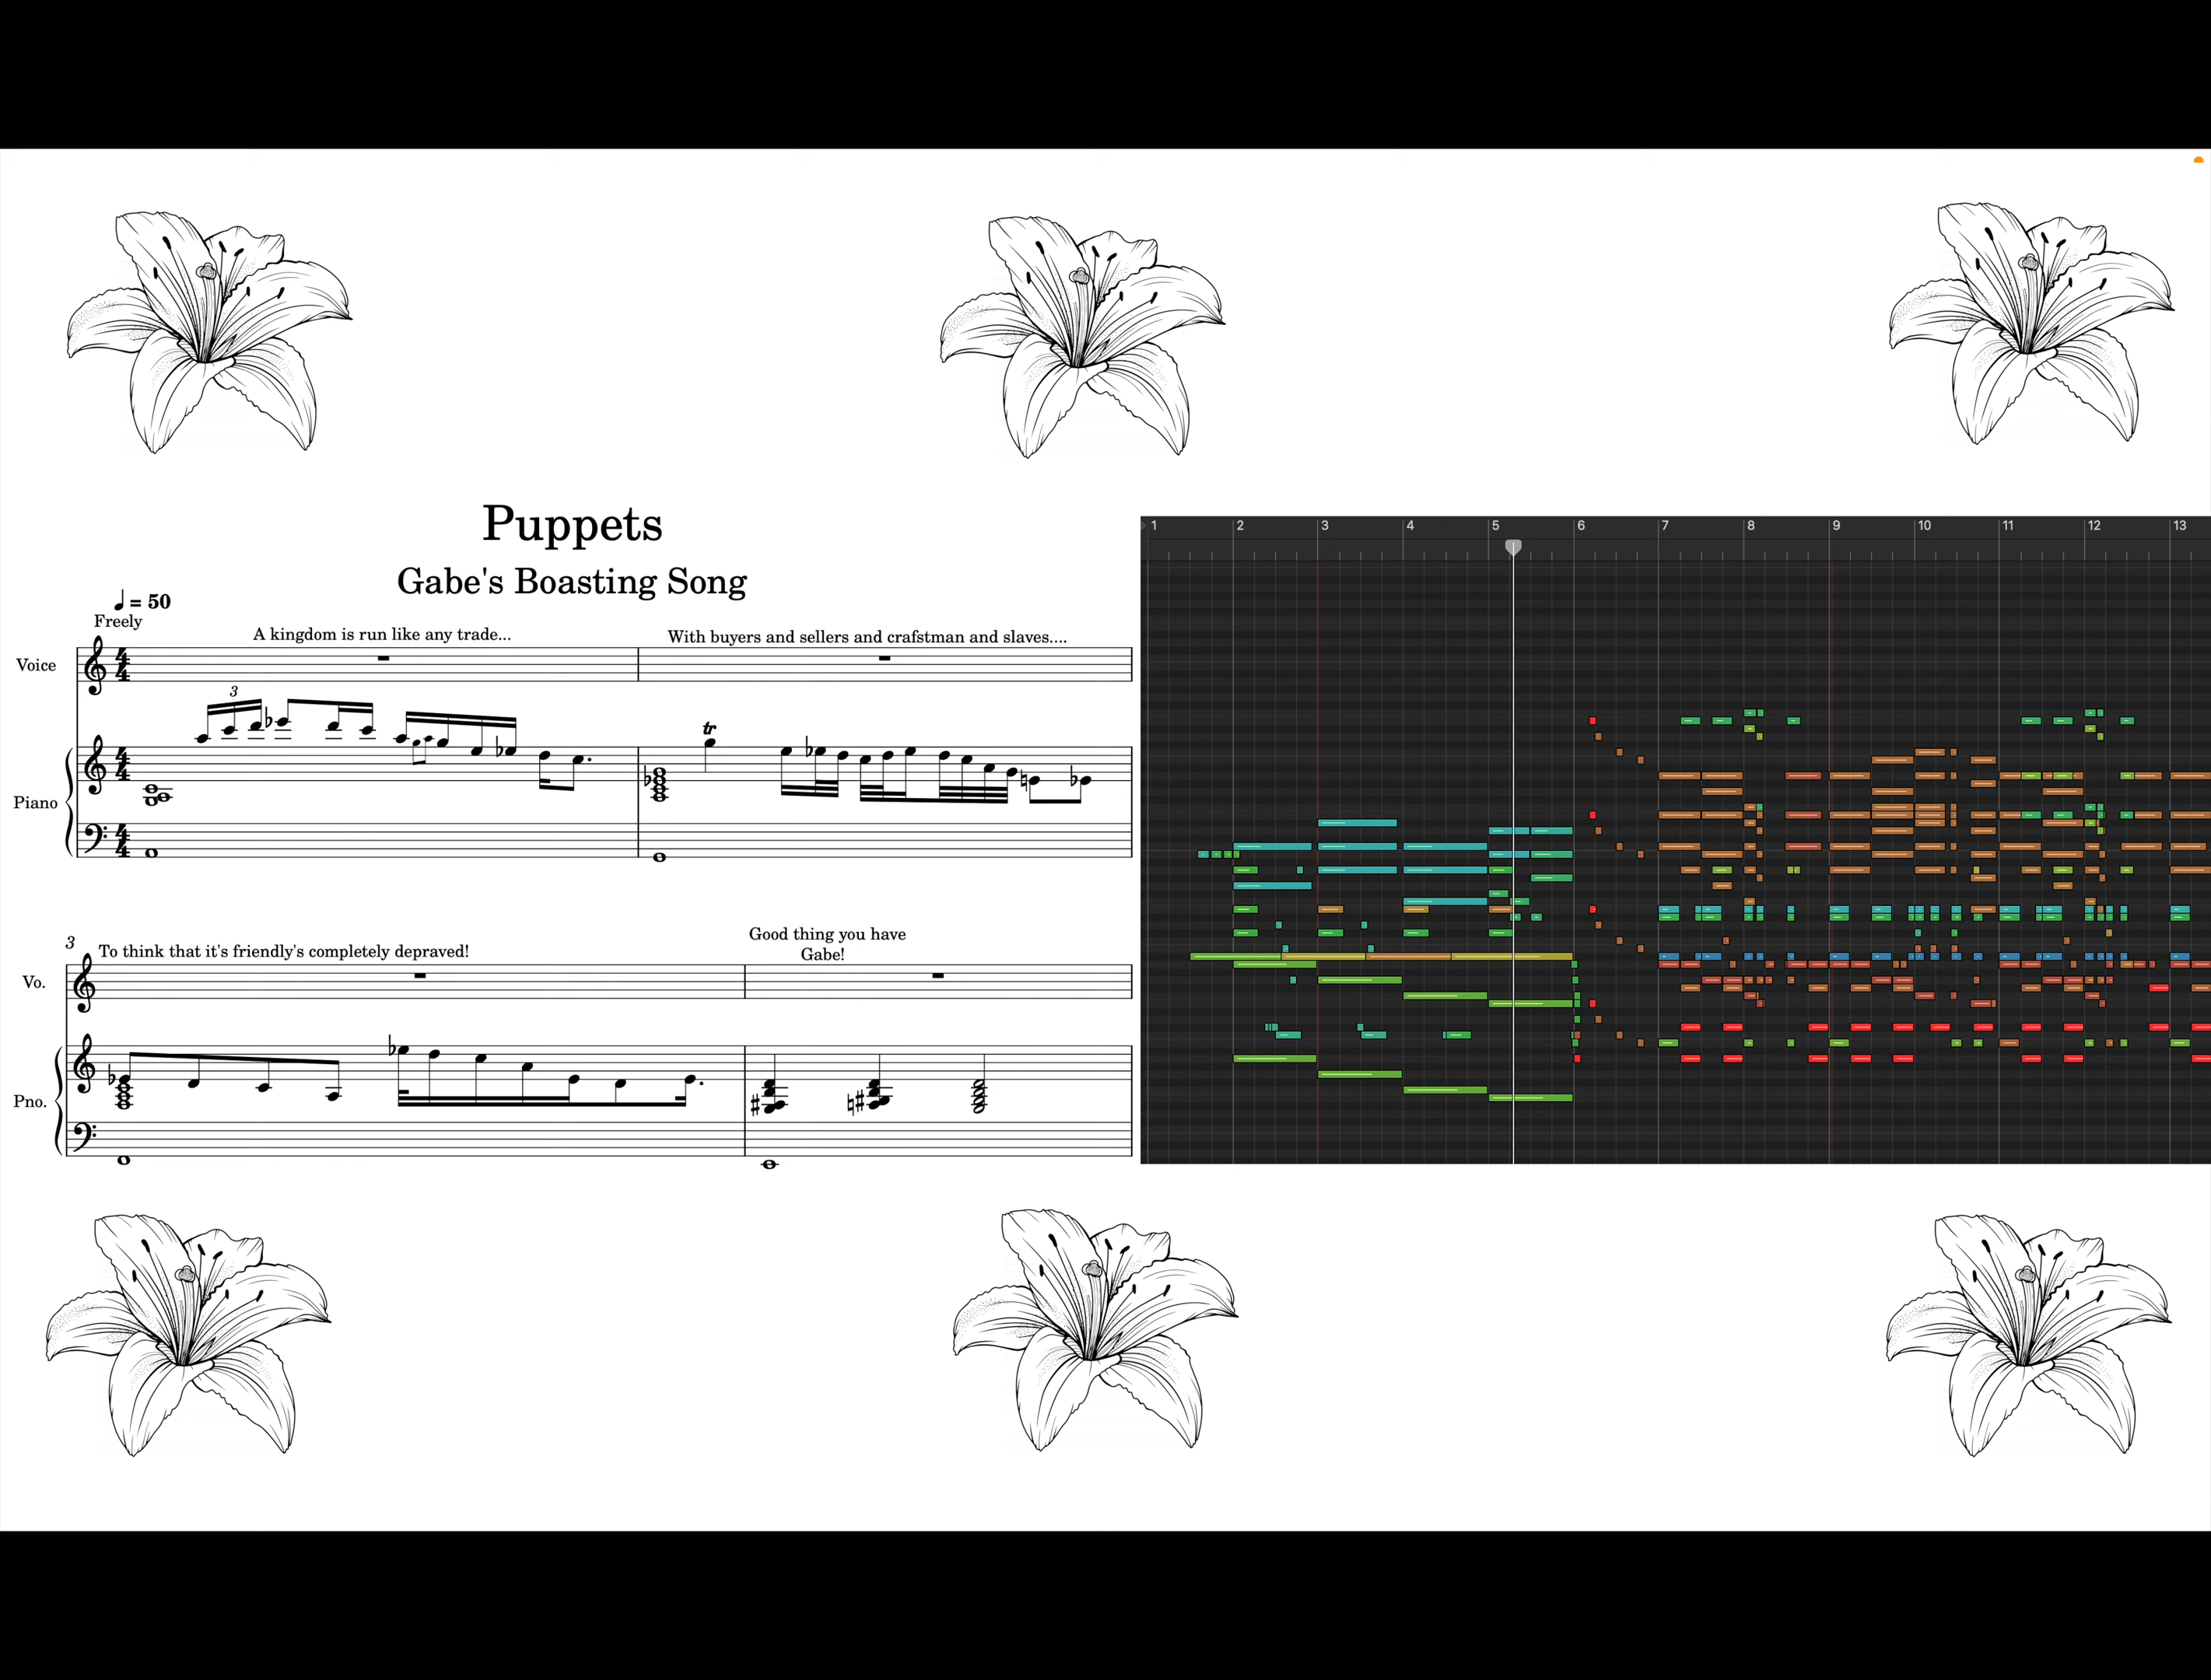 Puppets
Gabe's Boasting Song
♩ = 50
Freely
A kingdom is run like any trade...
With buyers and sellers and crafstman and slaves....
Voice
3
tr
Piano
3
To think that it's friendly's completely depraved!
Good thing you have
Gabe!
Vo.
Pno.
1 2 3 4 5 6 7 8 9 10 11 12 13